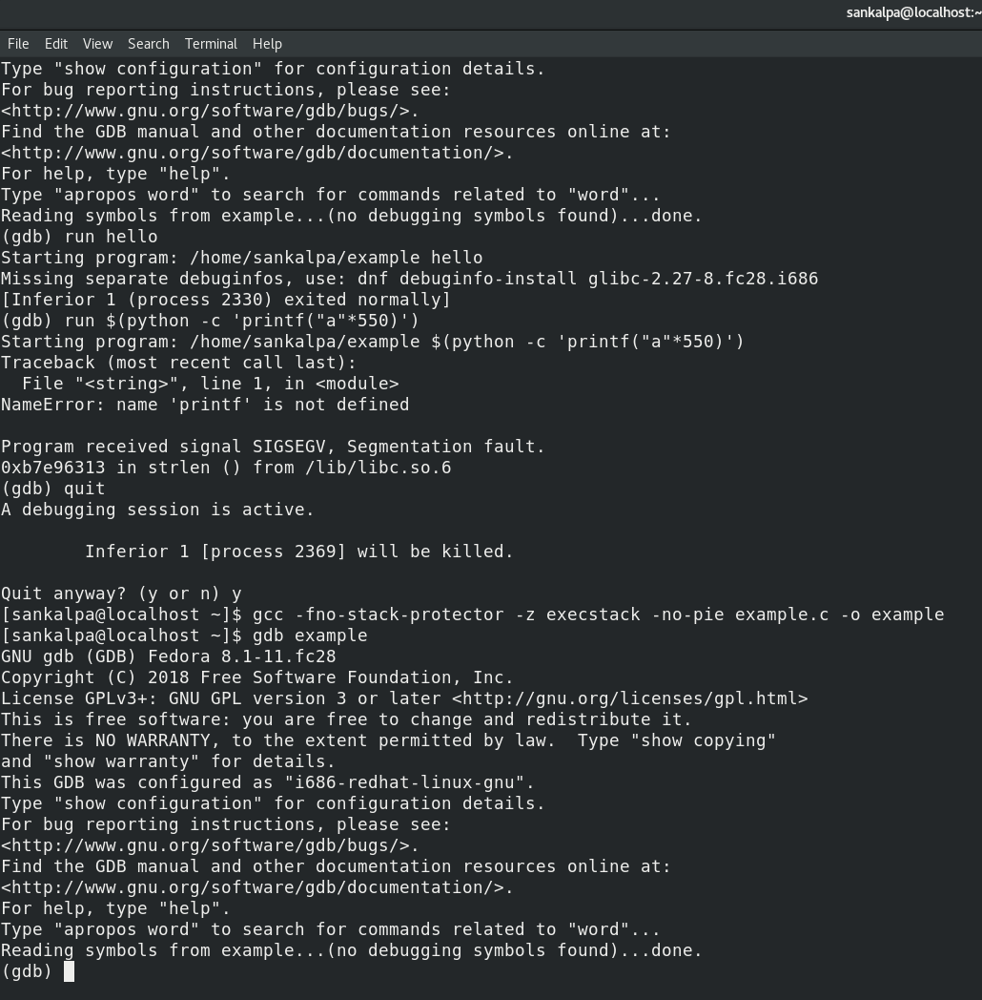 sankalpa@localhost:~
File Edit View Search Terminal Help
Type "show configuration" for configuration details.
For bug reporting instructions, please see:
<http://www.gnu.org/software/gdb/bugs/>.
Find the GDB manual and other documentation resources online at:
<http://www.gnu.org/software/gdb/documentation/>.
For help, type "help".
Type "apropos word" to search for commands related to "word"...
Reading symbols from example...(no debugging symbols found)...done.
(gdb) run hello
Starting program: /home/sankalpa/example hello
Missing separate debuginfos, use: dnf debuginfo-install glibc-2.27-8.fc28.i686
[Inferior 1 (process 2330) exited normally]
(gdb) run $(python -c 'printf("a"*550)')
Starting program: /home/sankalpa/example $(python -c 'printf("a"*550)')
Traceback (most recent call last):
  File "<string>", line 1, in <module>
NameError: name 'printf' is not defined

Program received signal SIGSEGV, Segmentation fault.
0xb7e96313 in strlen () from /lib/libc.so.6
(gdb) quit
A debugging session is active.

        Inferior 1 [process 2369] will be killed.

Quit anyway? (y or n) y
[sankalpa@localhost ~]$ gcc -fno-stack-protector -z execstack -no-pie example.c -o example
[sankalpa@localhost ~]$ gdb example
GNU gdb (GDB) Fedora 8.1-11.fc28
Copyright (C) 2018 Free Software Foundation, Inc.
License GPLv3+: GNU GPL version 3 or later <http://gnu.org/licenses/gpl.html>
This is free software: you are free to change and redistribute it.
There is NO WARRANTY, to the extent permitted by law.  Type "show copying"
and "show warranty" for details.
This GDB was configured as "i686-redhat-linux-gnu".
Type "show configuration" for configuration details.
For bug reporting instructions, please see:
<http://www.gnu.org/software/gdb/bugs/>.
Find the GDB manual and other documentation resources online at:
<http://www.gnu.org/software/gdb/documentation/>.
For help, type "help".
Type "apropos word" to search for commands related to "word"...
Reading symbols from example...(no debugging symbols found)...done.
(gdb)